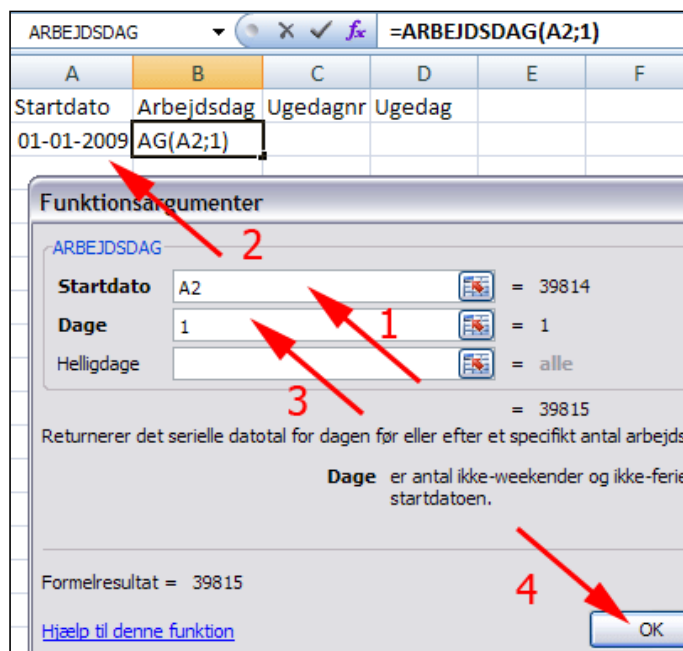 ARBEJDSDAG fx =ARBEJDSDAG(A2;1)
A B C D E F
Startdato Arbejdsdag Ugedagnr Ugedag
01-01-2009 AG(A2;1)
Funktionsargumenter
2
ARBEJDSDAG
Startdato A2 = 39814
1
Dage 1 = 1
Helligdage = alle
3
= 39815
Returnerer det serielle datotal for dagen før eller efter et specifikt antal arbejds
Dage er antal ikke-weekender og ikke-ferie
startdatoen.
4
Formelresultat = 39815
Hjælp til denne funktion OK